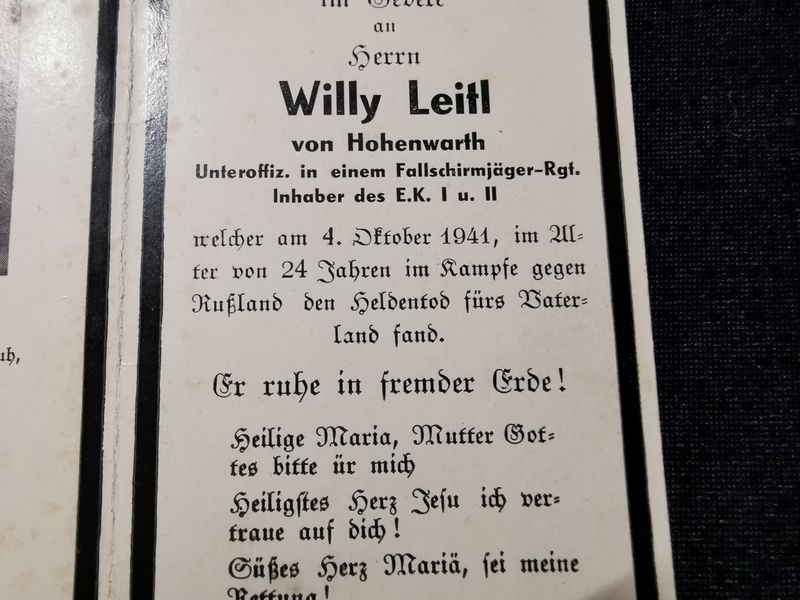 im Gebete
an
Herrn
Willy Leitl
von Hohenwarth
Unteroffiz. in einem Fallschirmjäger-Rgt.
Inhaber des E.K. I u. II
welcher am 4. Oktober 1941, im Al-
ter von 24 Jahren im Kampfe gegen
Rußland den Heldentod fürs Vater-
land fand.
Er ruhe in fremder Erde!
Heilige Maria, Mutter Got-
tes bitte ür mich
Heiligstes Herz Jesu ich ver-
traue auf dich!
Süßes Herz Mariä, sei meine
Rettung!